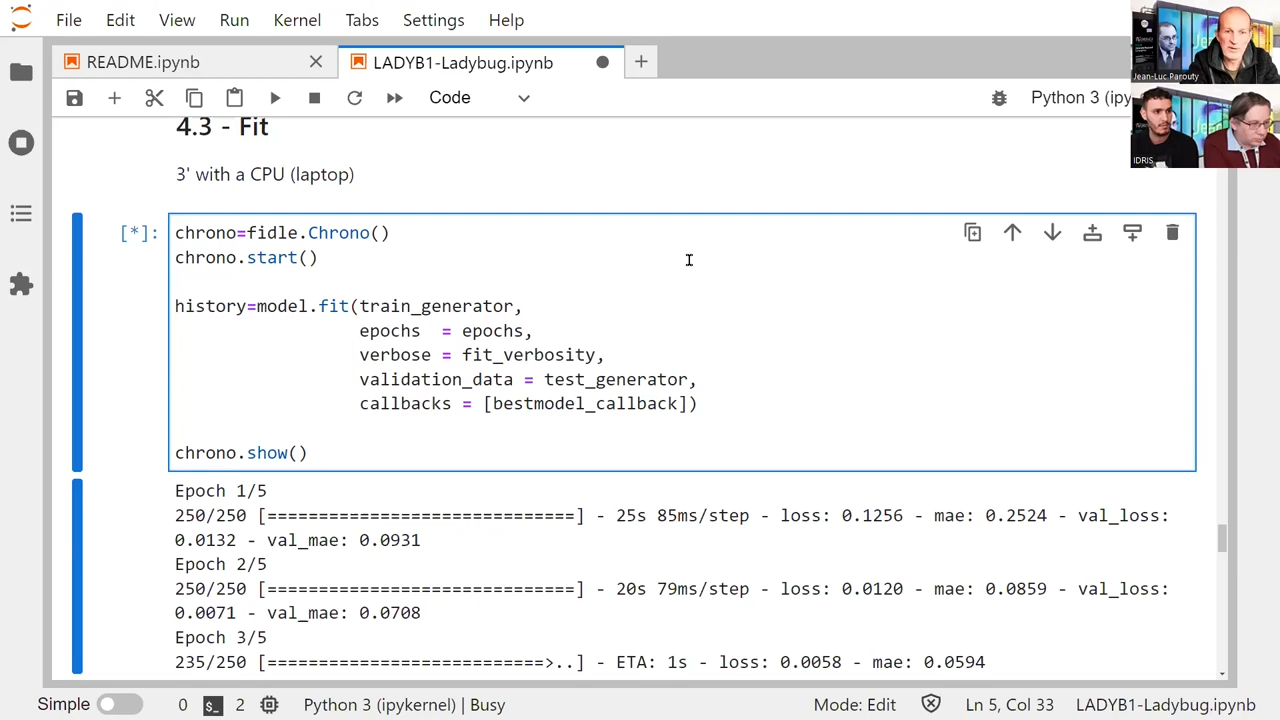 File Edit View Run Kernel Tabs Settings Help
README.ipynb
LADYB1-Ladybug.ipynb
Code
Python 3 (ipy
Jean-Luc Parouty
IDRIS
4.3 - Fit
3' with a CPU (laptop)
[*]:
chrono=fidle.Chrono()
chrono.start()
history=model.fit(train_generator,
epochs  = epochs,
verbose = fit_verbosity,
validation_data = test_generator,
callbacks = [bestmodel_callback])
chrono.show()
Epoch 1/5
250/250 [==============================] - 25s 85ms/step - loss: 0.1256 - mae: 0.2524 - val_loss:
0.0132 - val_mae: 0.0931
Epoch 2/5
250/250 [==============================] - 20s 79ms/step - loss: 0.0120 - mae: 0.0859 - val_loss:
0.0071 - val_mae: 0.0708
Epoch 3/5
235/250 [===========================>..] - ETA: 1s - loss: 0.0058 - mae: 0.0594
Simple 0 2 Python 3 (ipykernel) | Busy Mode: Edit Ln 5, Col 33 LADYB1-Ladybug.ipynb